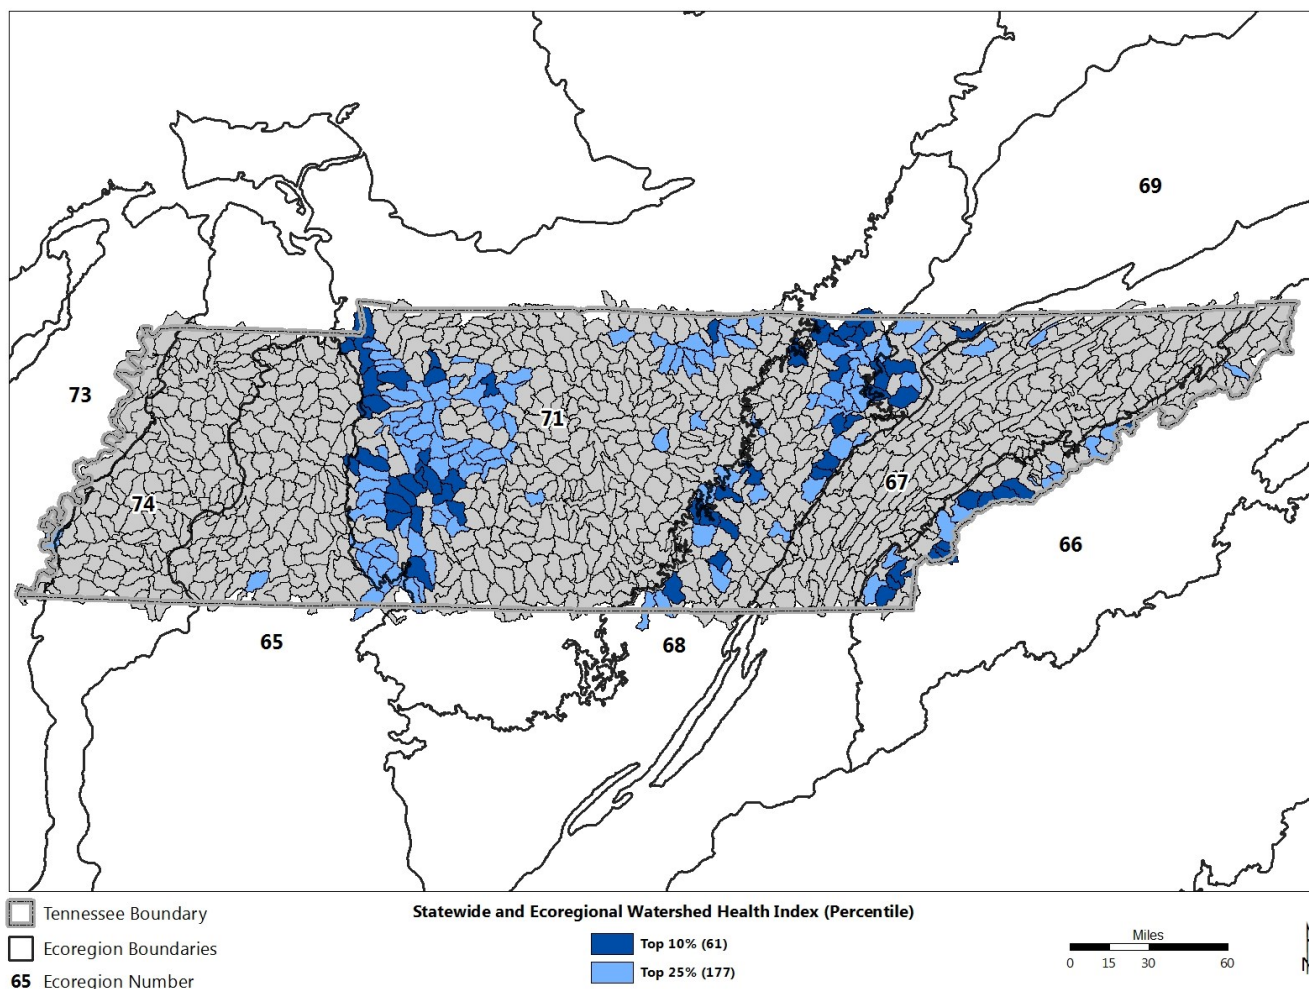 69
73
71
74
67
66
65
68
Tennessee Boundary
Ecoregion Boundaries
65 Ecoregion Number
Statewide and Ecoregional Watershed Health Index (Percentile)
Top 10% (61)
Top 25% (177)
Miles
0 15 30 60
N